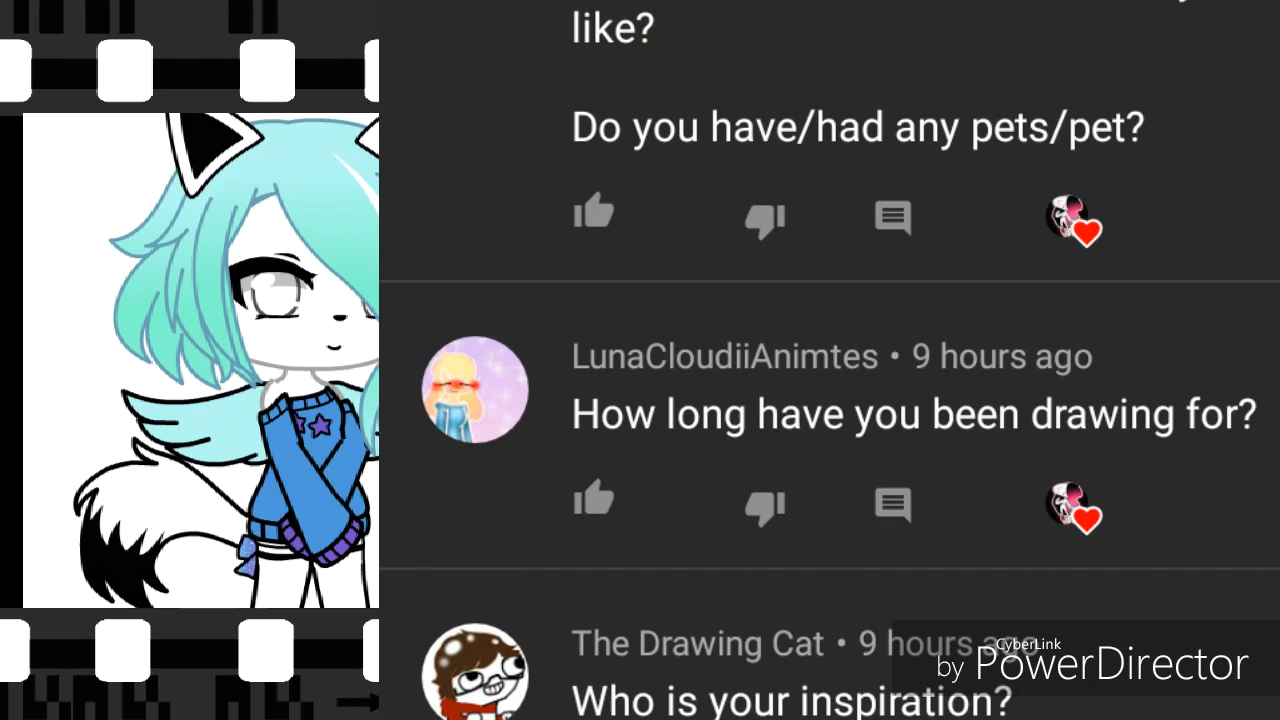 like?
Do you have/had any pets/pet?
LunaCloudiiAnimtes • 9 hours ago
How long have you been drawing for?
The Drawing Cat • 9 hours ago
Who is your inspiration?
CyberLink
by PowerDirector